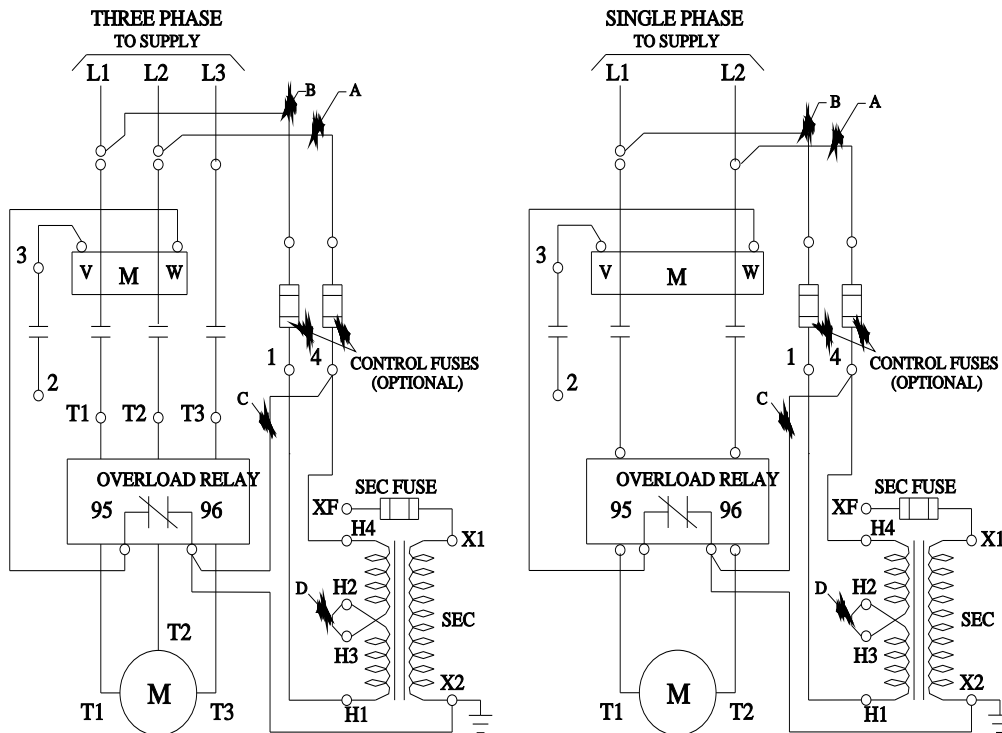 THREE PHASE
TO SUPPLY
L1 L2 L3
B A
3
V M W
1 4
CONTROL FUSES
(OPTIONAL)
2
C
T1 T2 T3
OVERLOAD RELAY
95 96
SEC FUSE
XF
H4
X1
D
H2
H3
SEC
T2
M
T1 T3
H1
X2
SINGLE PHASE
TO SUPPLY
L1 L2
B A
3
V M W
1 4
CONTROL FUSES
(OPTIONAL)
2
C
OVERLOAD RELAY
95 96
SEC FUSE
XF
H4
X1
D
H2
H3
SEC
M
T1 T2
H1
X2